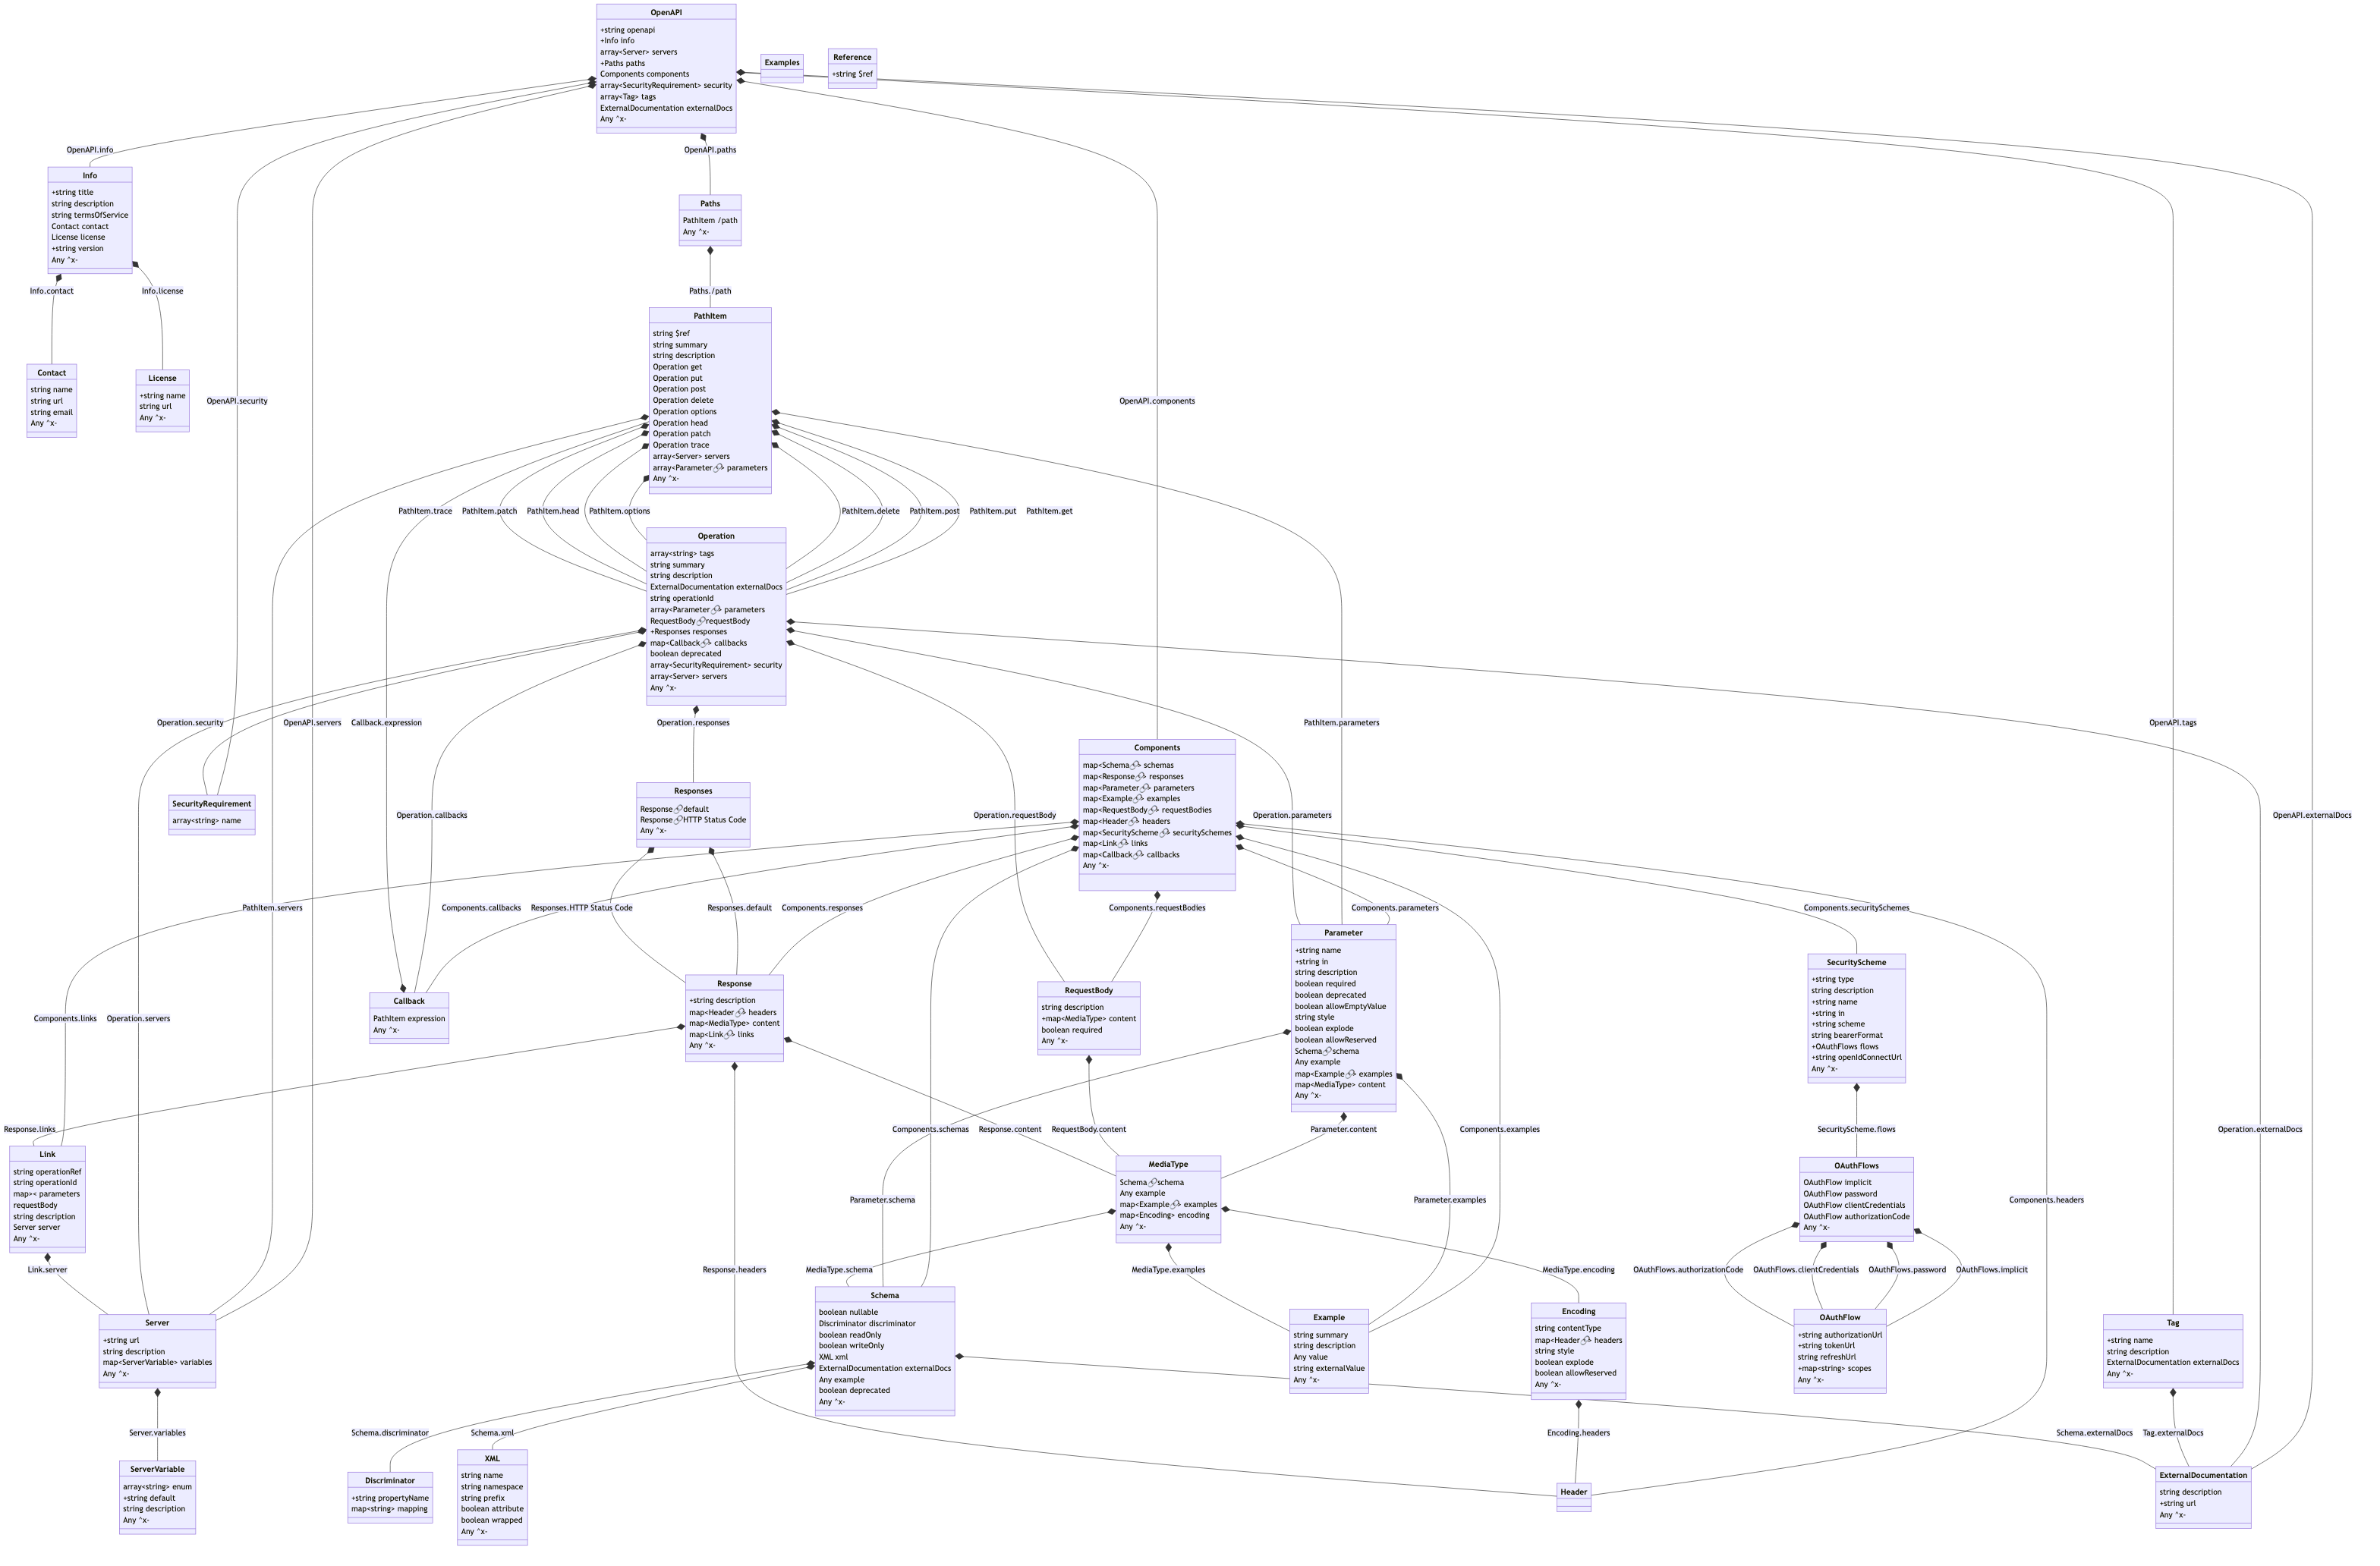 OpenAPI
+string openapi
+Info info
array<Server> servers
+Paths paths
Components components
array<SecurityRequirement> security
array<Tag> tags
ExternalDocumentation externalDocs
Any ^x-
Examples
Reference
+string $ref
OpenAPI.info
OpenAPI.paths
Info
+string title
string description
string termsOfService
Contact contact
License license
+string version
Any ^x-
Paths
PathItem /path
Any ^x-
Info.contact
Info.license
Paths./path
PathItem
string $ref
string summary
string description
Operation get
Operation put
Operation post
Operation delete
Operation options
Operation head
Operation patch
Operation trace
array<Server> servers
array<Parameter🔗> parameters
Any ^x-
Contact
string name
string url
string email
Any ^x-
License
+string name
string url
Any ^x-
OpenAPI.security
OpenAPI.components
PathItem.trace
PathItem.patch
PathItem.head
PathItem.options
PathItem.delete
PathItem.post
PathItem.put
PathItem.get
Operation
array<string> tags
string summary
string description
ExternalDocumentation externalDocs
string operationId
array<Parameter🔗> parameters
RequestBody🔗requestBody
+Responses responses
map<Callback🔗> callbacks
boolean deprecated
array<SecurityRequirement> security
array<Server> servers
Any ^x-
Operation.security
OpenAPI.servers
Callback.expression
Operation.responses
PathItem.parameters
OpenAPI.tags
Components
map<Schema🔗> schemas
map<Response🔗> responses
map<Parameter🔗> parameters
map<Example🔗> examples
map<RequestBody🔗> requestBodies
map<Header🔗> headers
map<SecurityScheme🔗> securitySchemes
map<Link🔗> links
map<Callback🔗> callbacks
Any ^x-
SecurityRequirement
array<string> name
Operation.callbacks
Responses
Response🔗default
Response🔗HTTP Status Code
Any ^x-
Operation.requestBody
Operation.parameters
OpenAPI.externalDocs
PathItem.servers
Components.callbacks
Responses.HTTP Status Code
Responses.default
Components.responses
Components.requestBodies
Components.parameters
Components.securitySchemes
Components.links
Operation.servers
Callback
PathItem expression
Any ^x-
Response
+string description
map<Header🔗> headers
map<MediaType> content
map<Link🔗> links
Any ^x-
RequestBody
string description
+map<MediaType> content
boolean required
Any ^x-
Parameter
+string name
+string in
string description
boolean required
boolean deprecated
boolean allowEmptyValue
string style
boolean explode
boolean allowReserved
Schema🔗schema
Any example
map<Example🔗> examples
map<MediaType> content
Any ^x-
SecurityScheme
+string type
string description
+string name
+string in
+string scheme
string bearerFormat
+OAuthFlows flows
+string openIdConnectUrl
Any ^x-
Response.links
Components.schemas
Response.content
RequestBody.content
Parameter.content
Components.examples
SecurityScheme.flows
Operation.externalDocs
Link
string operationRef
string operationId
map>< parameters
requestBody
string description
Server server
Any ^x-
Parameter.schema
MediaType
Schema🔗schema
Any example
map<Example🔗> examples
map<Encoding> encoding
Any ^x-
Parameter.examples
OAuthFlows
OAuthFlow implicit
OAuthFlow password
OAuthFlow clientCredentials
OAuthFlow authorizationCode
Any ^x-
Components.headers
Link.server
Response.headers
MediaType.schema
MediaType.examples
MediaType.encoding
OAuthFlows.authorizationCode
OAuthFlows.clientCredentials
OAuthFlows.password
OAuthFlows.implicit
Server
+string url
string description
map<ServerVariable> variables
Any ^x-
Schema
boolean nullable
Discriminator discriminator
boolean readOnly
boolean writeOnly
XML xml
ExternalDocumentation externalDocs
Any example
boolean deprecated
Any ^x-
Example
string summary
string description
Any value
string externalValue
Any ^x-
Encoding
string contentType
map<Header🔗> headers
string style
boolean explode
boolean allowReserved
Any ^x-
OAuthFlow
+string authorizationUrl
+string tokenUrl
string refreshUrl
+map<string> scopes
Any ^x-
Tag
+string name
string description
ExternalDocumentation externalDocs
Any ^x-
Server.variables
Schema.discriminator
Schema.xml
Encoding.headers
Schema.externalDocs
Tag.externalDocs
ServerVariable
array<string> enum
+string default
string description
Any ^x-
Discriminator
+string propertyName
map<string> mapping
XML
string name
string namespace
string prefix
boolean attribute
boolean wrapped
Any ^x-
Header
ExternalDocumentation
string description
+string url
Any ^x-